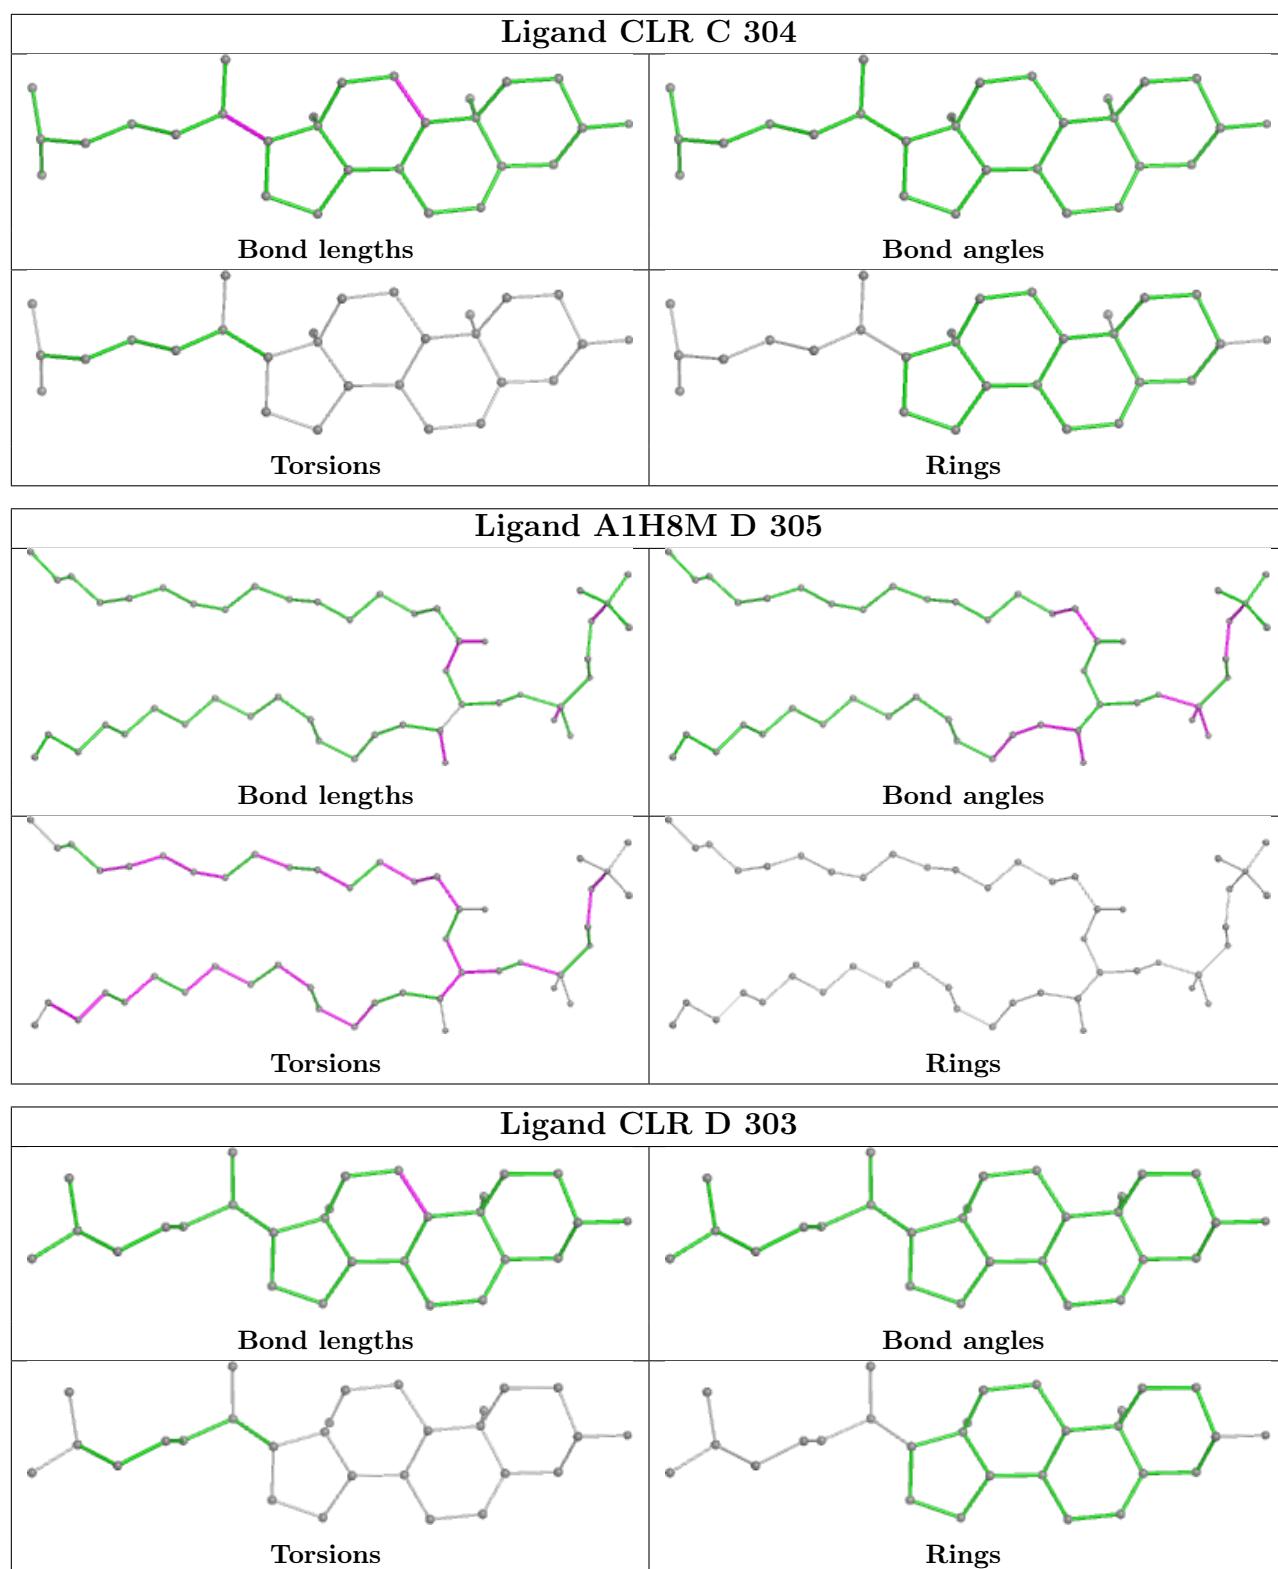 Ligand CLR C 304
Bond lengths
Bond angles
Torsions
Rings
Ligand A1H8M D 305
Bond lengths
Bond angles
Torsions
Rings
Ligand CLR D 303
Bond lengths
Bond angles
Torsions
Rings